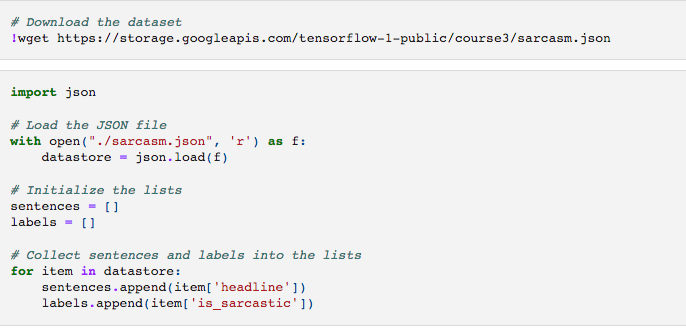 # Download the dataset
!wget https://storage.googleapis.com/tensorflow-1-public/course3/sarcasm.json
import json
# Load the JSON file
with open("./sarcasm.json", 'r') as f:
    datastore = json.load(f)
# Initialize the lists
sentences = []
labels = []
# Collect sentences and labels into the lists
for item in datastore:
    sentences.append(item['headline'])
    labels.append(item['is_sarcastic'])